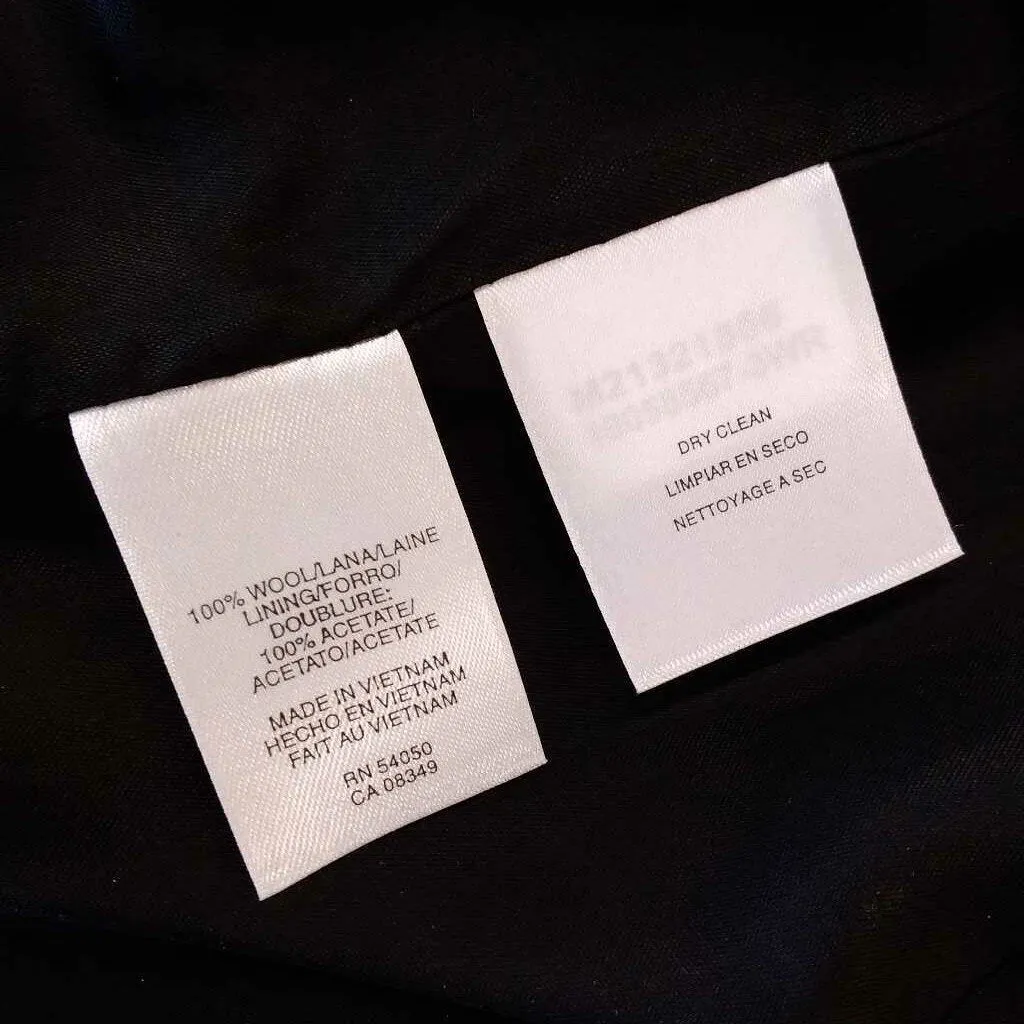 100% WOOL/LANA/LAINE
LINING/FORRO/
DOUBLURE:
100% ACETATE/
ACETATO/ACETATE
MADE IN VIETNAM
HECHO EN VIETNAM
FAIT AU VIETNAM
RN 54050
CA 08349
DRY CLEAN
LIMPIAR EN SECO
NETTOYAGE A SEC